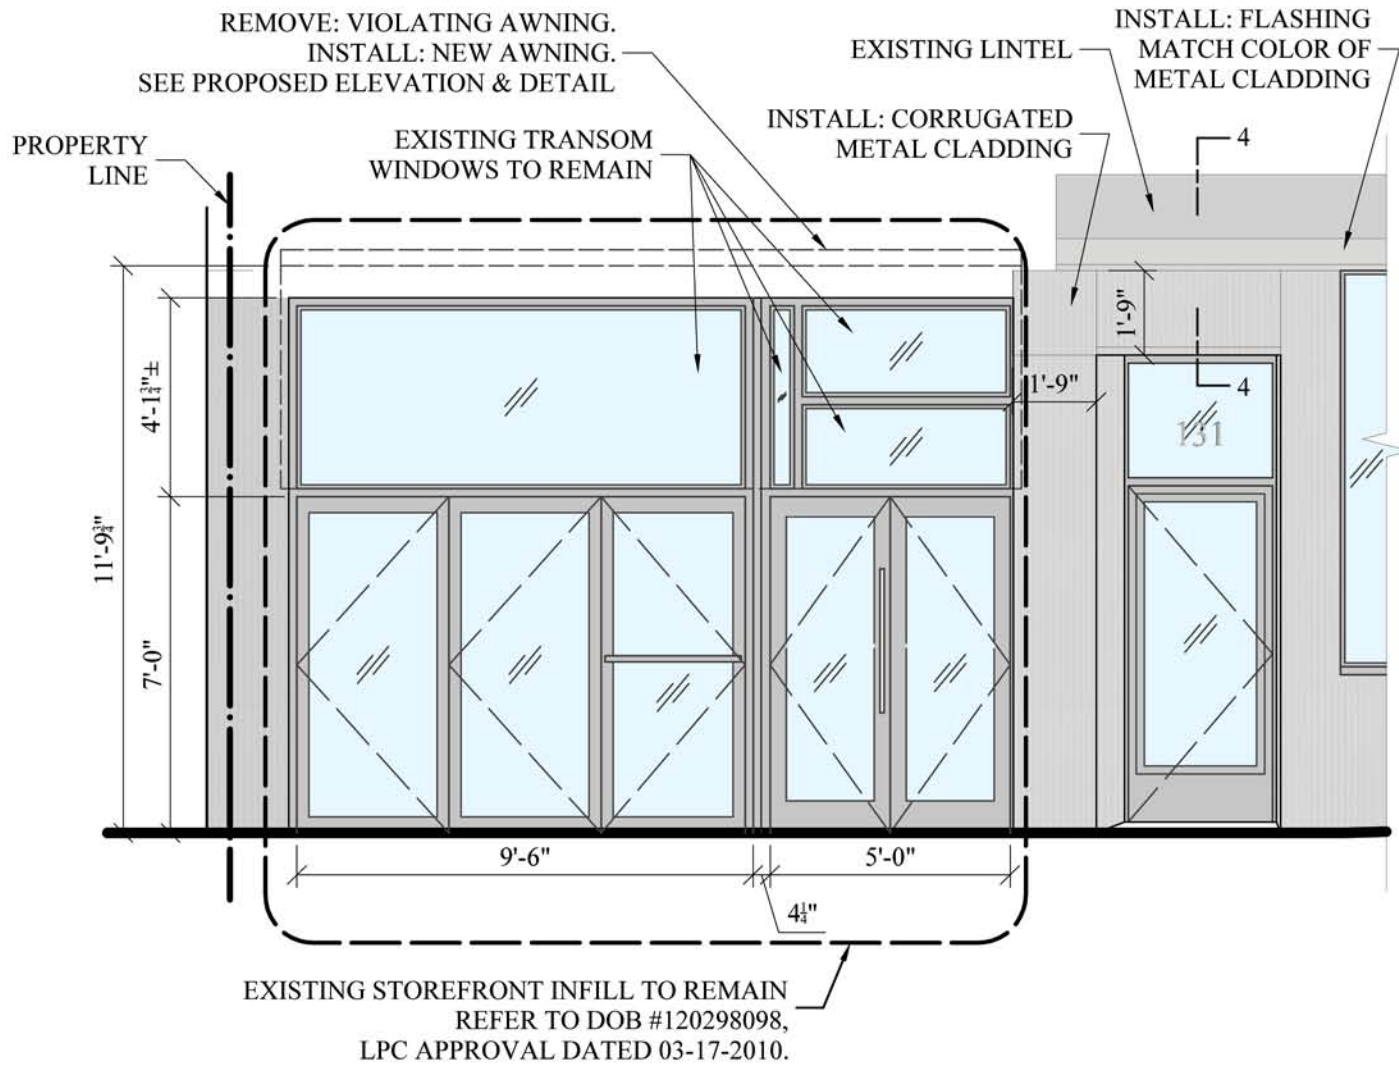 REMOVE: VIOLATING AWNING.
INSTALL: NEW AWNING.
SEE PROPOSED ELEVATION & DETAIL
INSTALL: FLASHING
MATCH COLOR OF
METAL CLADDING
EXISTING LINTEL
INSTALL: CORRUGATED
METAL CLADDING
EXISTING TRANSOM
WINDOWS TO REMAIN
PROPERTY
LINE
4
1'-9"
4
1'-9"
131
4'-1¾"±
11'-9¾"
7'-0"
9'-6"
5'-0"
4¼"
EXISTING STOREFRONT INFILL TO REMAIN
REFER TO DOB #120298098,
LPC APPROVAL DATED 03-17-2010.